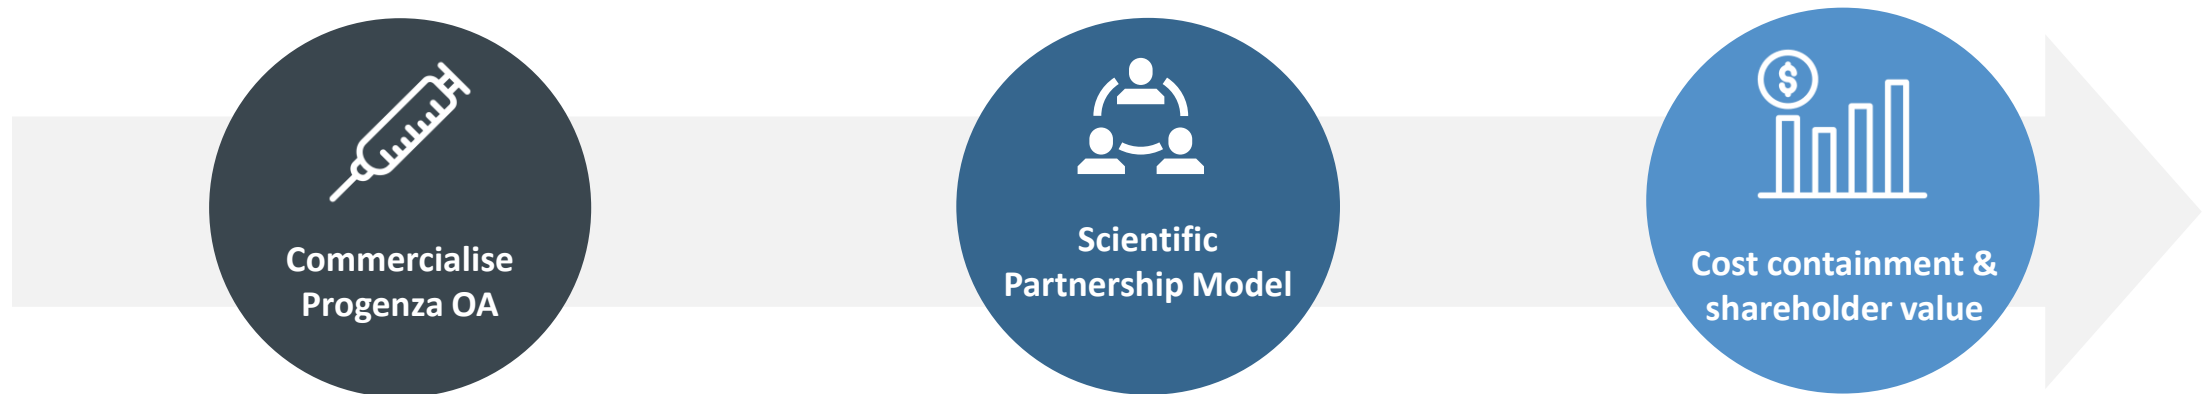 Commercialise
Progenza OA
Scientific
Partnership Model
$
Cost containment &
shareholder value